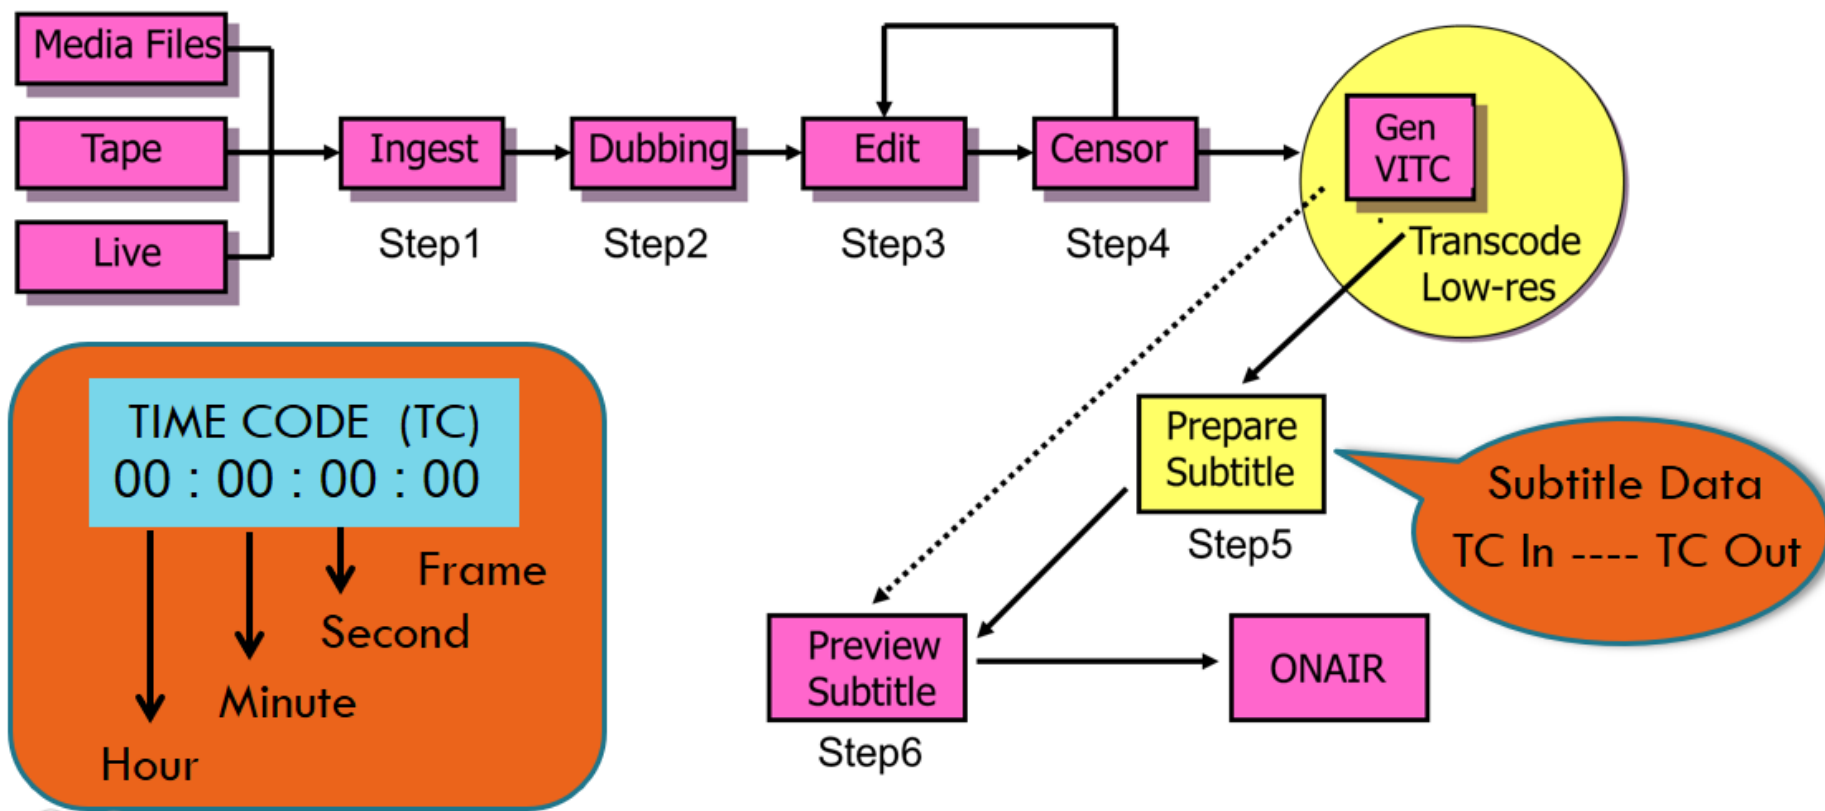 Media Files
Tape
Live
Ingest
Step1
Dubbing
Step2
Edit
Step3
Censor
Step4
Gen
VITC
Transcode
Low-res
TIME CODE (TC)
00 : 00 : 00 : 00
Frame
Second
Minute
Hour
Prepare
Subtitle
Step5
Subtitle Data
TC In ---- TC Out
Preview
Subtitle
Step6
ONAIR